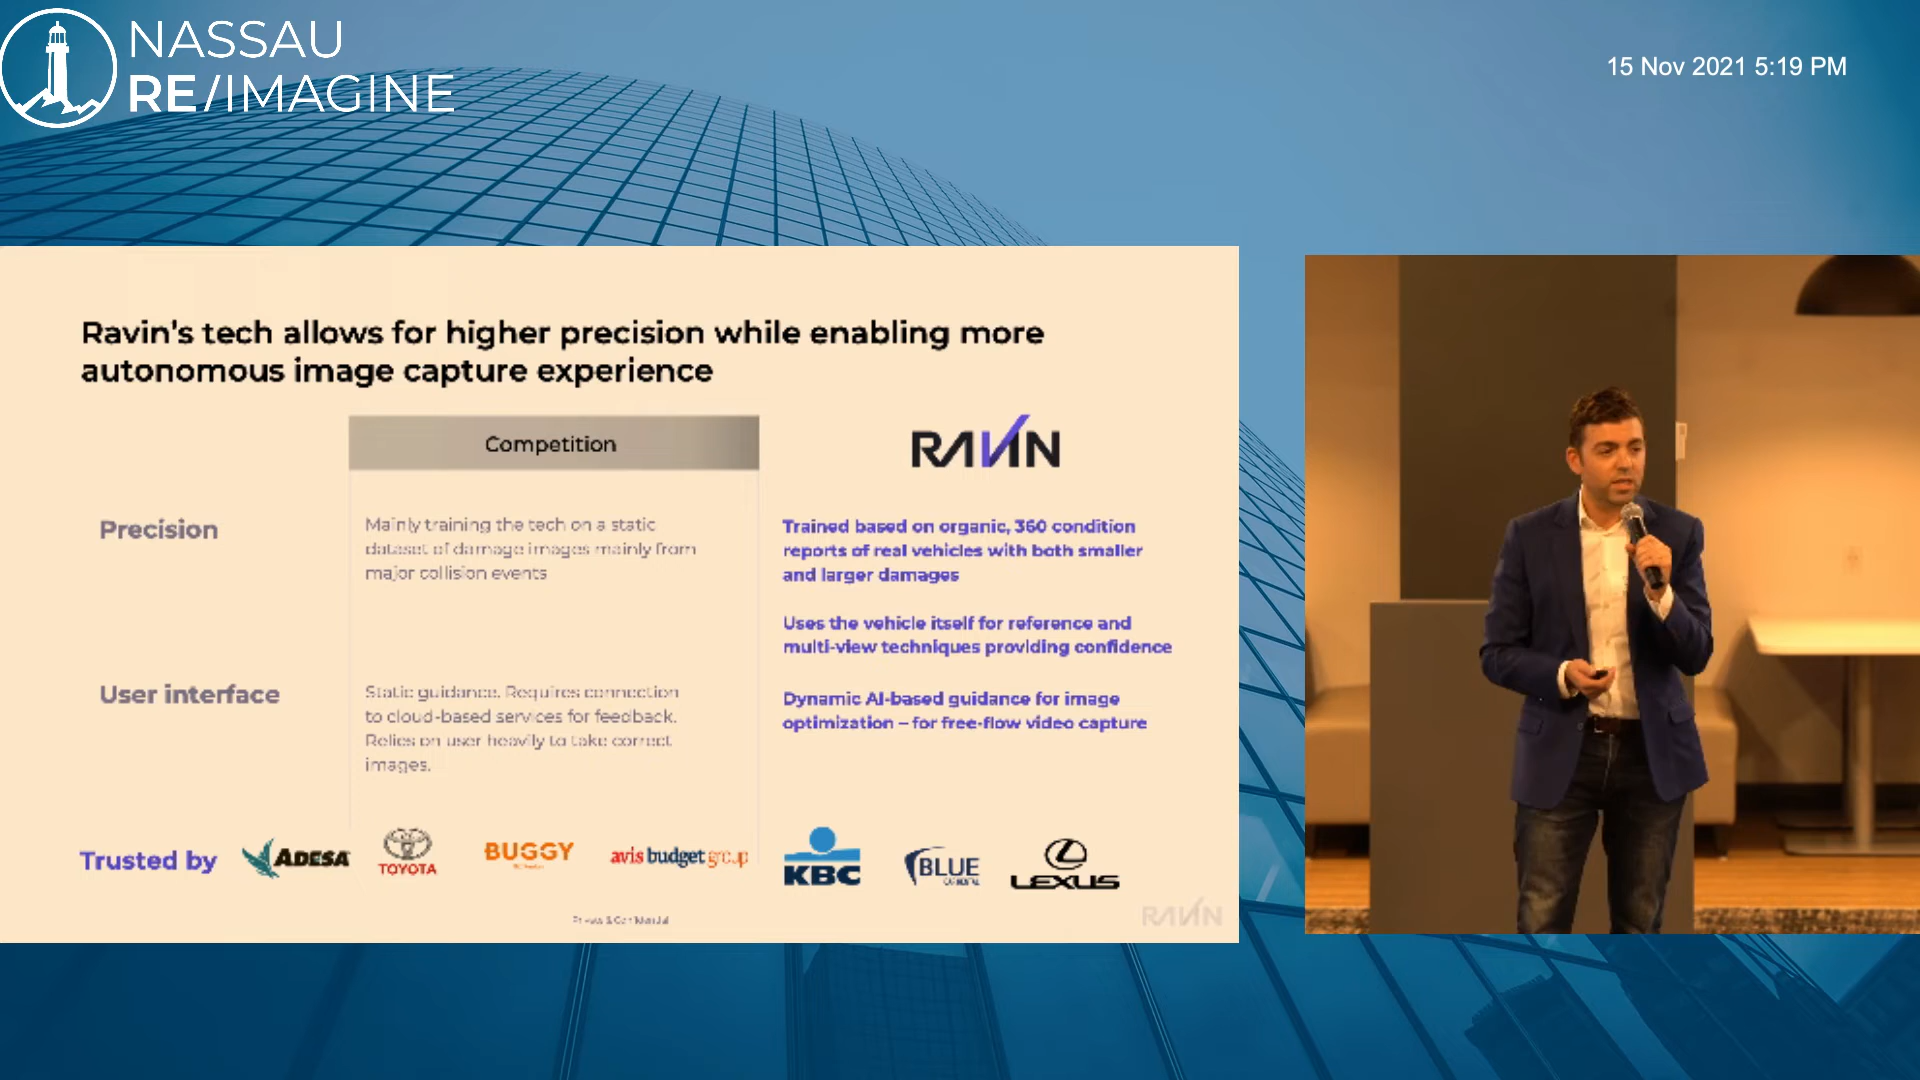 NASSAU
RE/IMAGINE
15 Nov 2021 5:19 PM
Ravin's tech allows for higher precision while enabling more
autonomous image capture experience
Competition
RAVIN
Precision
Mainly training the tech on a static
dataset of damage images mainly from
major collision events
Trained based on organic, 360 condition
reports of real vehicles with both smaller
and larger damages
Uses the vehicle itself for reference and
multi-view techniques providing confidence
User interface
Static guidance. Requires connection
to cloud-based services for feedback.
Relies on user heavily to take correct
images.
Dynamic AI-based guidance for image
optimization – for free-flow video capture
Trusted by
ADESA
TOYOTA
BUGGY
avis budget group
KBC
BLUE
LEXUS
Private & Confidential
RAVIN